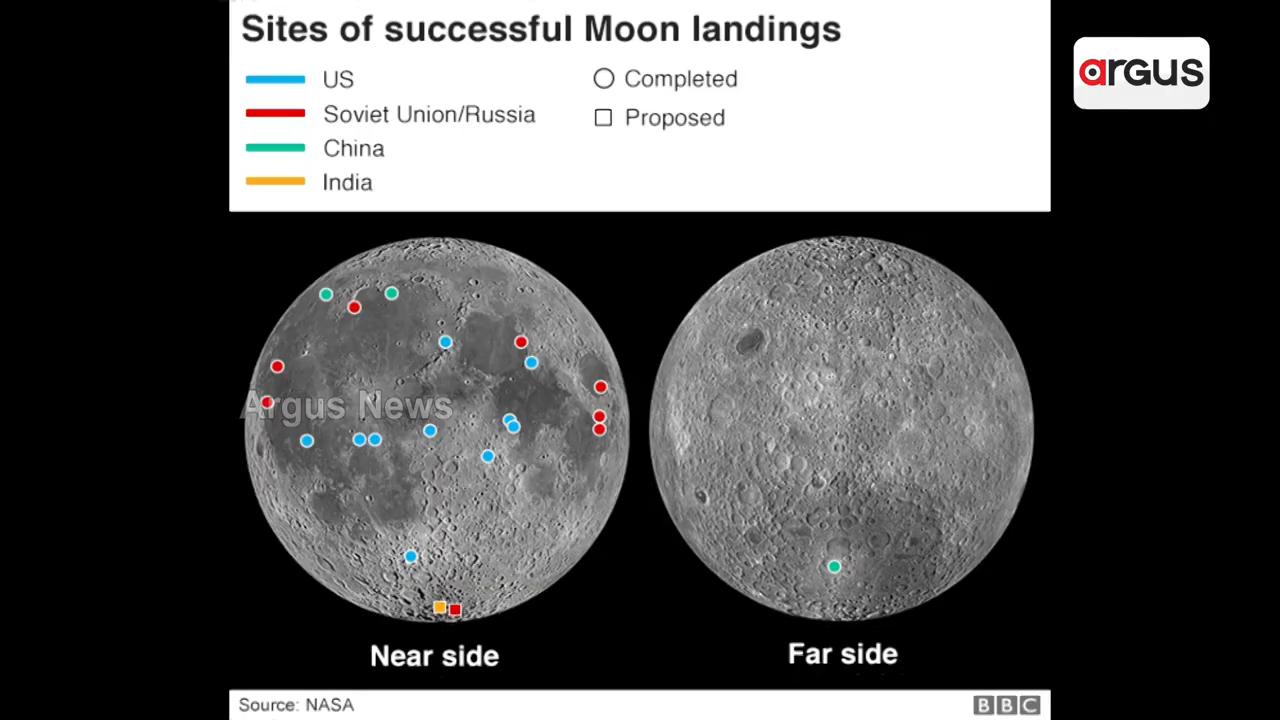 Sites of successful Moon landings
US
Completed
Soviet Union/Russia
Proposed
China
India
argus
Argus News
Near side
Far side
Source: NASA
BBC